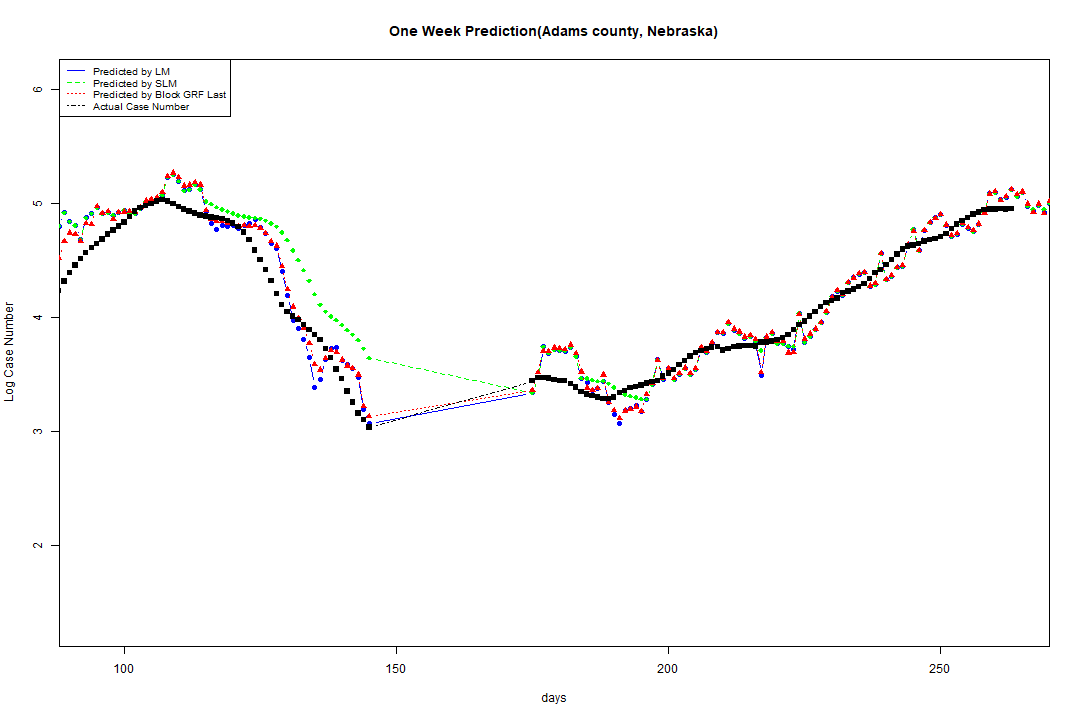 One Week Prediction(Adams county, Nebraska)
Predicted by LM
Predicted by SLM
Predicted by Block GRF Last
Actual Case Number
6
5
4
3
2
Log Case Number
100
150
200
250
days